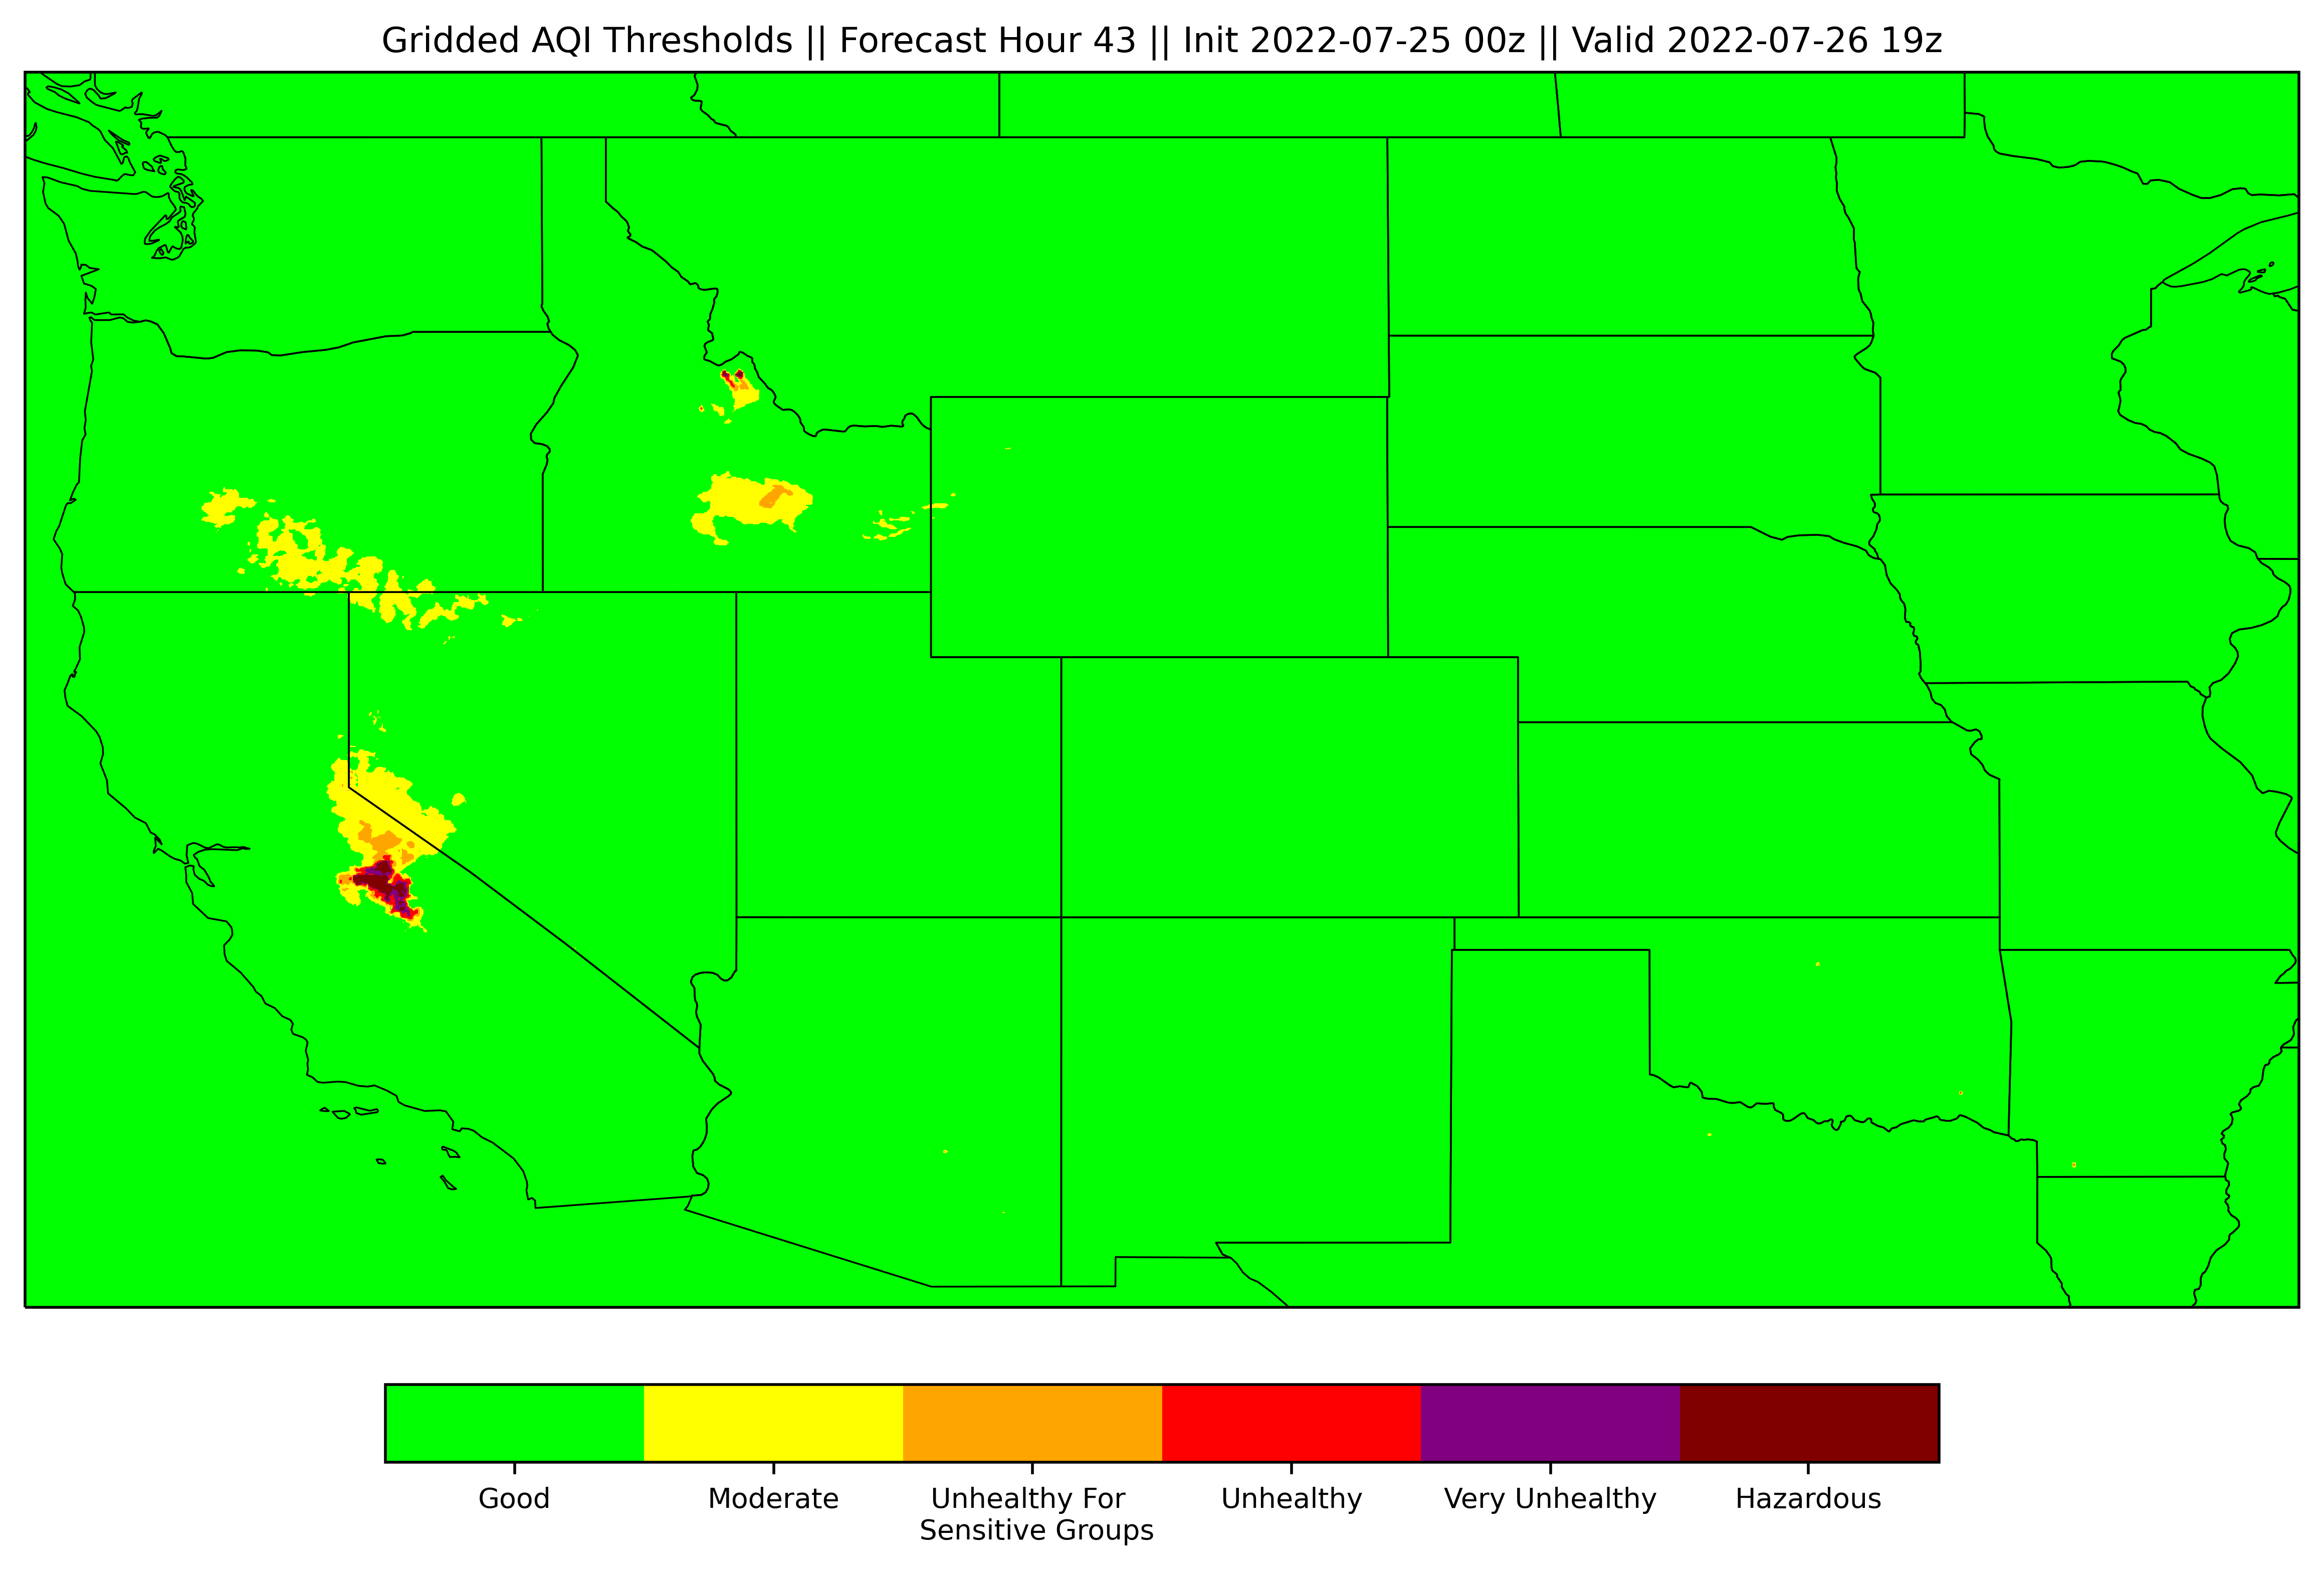 Gridded AQI Thresholds || Forecast Hour 43 || Init 2022-07-25 00z || Valid 2022-07-26 19z
Good
Moderate
Unhealthy For
Sensitive Groups
Unhealthy
Very Unhealthy
Hazardous